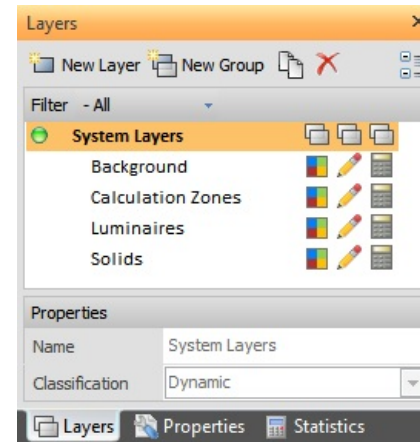 Layers
New Layer New Group
Filter - All
System Layers
Background
Calculation Zones
Luminaires
Solids
Properties
Name System Layers
Classification Dynamic
Layers Properties Statistics